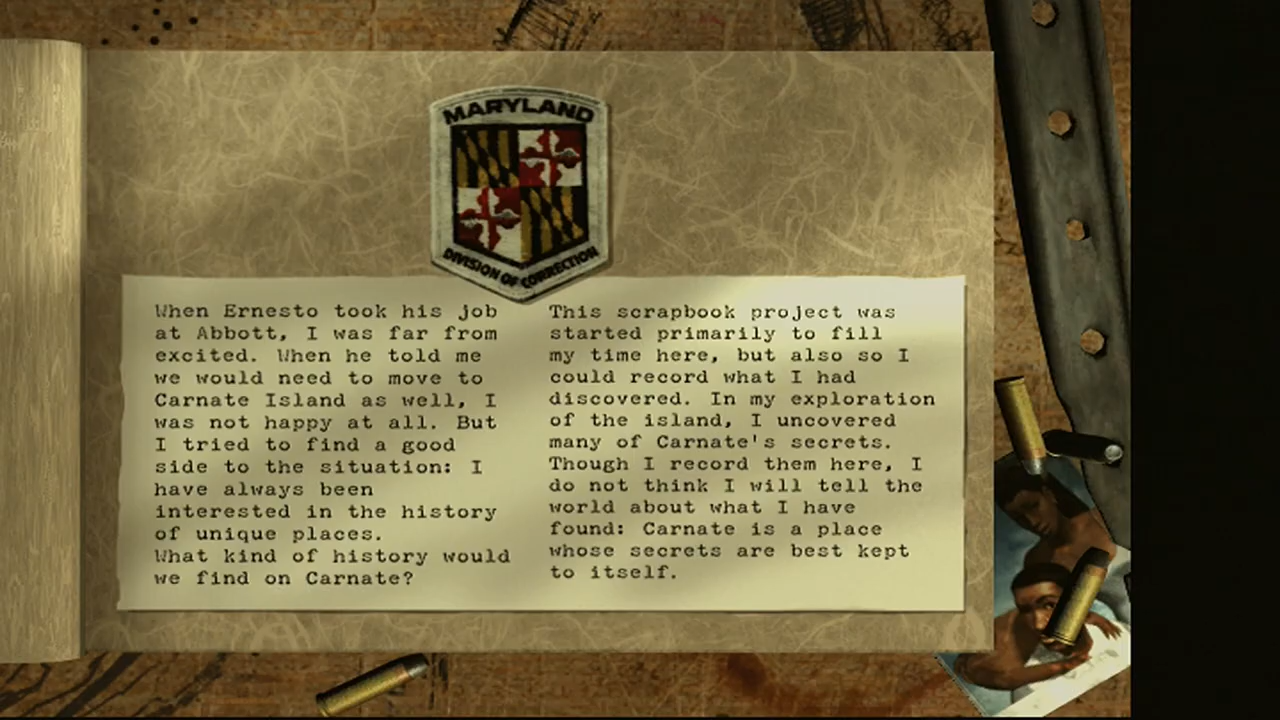 MARYLAND
DIVISION OF CORRECTION
When Ernesto took his job
at Abbott, I was far from
excited. When he told me
we would need to move to
Carnate Island as well, I
was not happy at all. But
I tried to find a good
side to the situation: I
have always been
interested in the history
of unique places.
What kind of history would
we find on Carnate?
This scrapbook project was
started primarily to fill
my time here, but also so I
could record what I had
discovered. In my exploration
of the island, I uncovered
many of Carnate's secrets.
Though I record them here, I
do not think I will tell the
world about what I have
found: Carnate is a place
whose secrets are best kept
to itself.